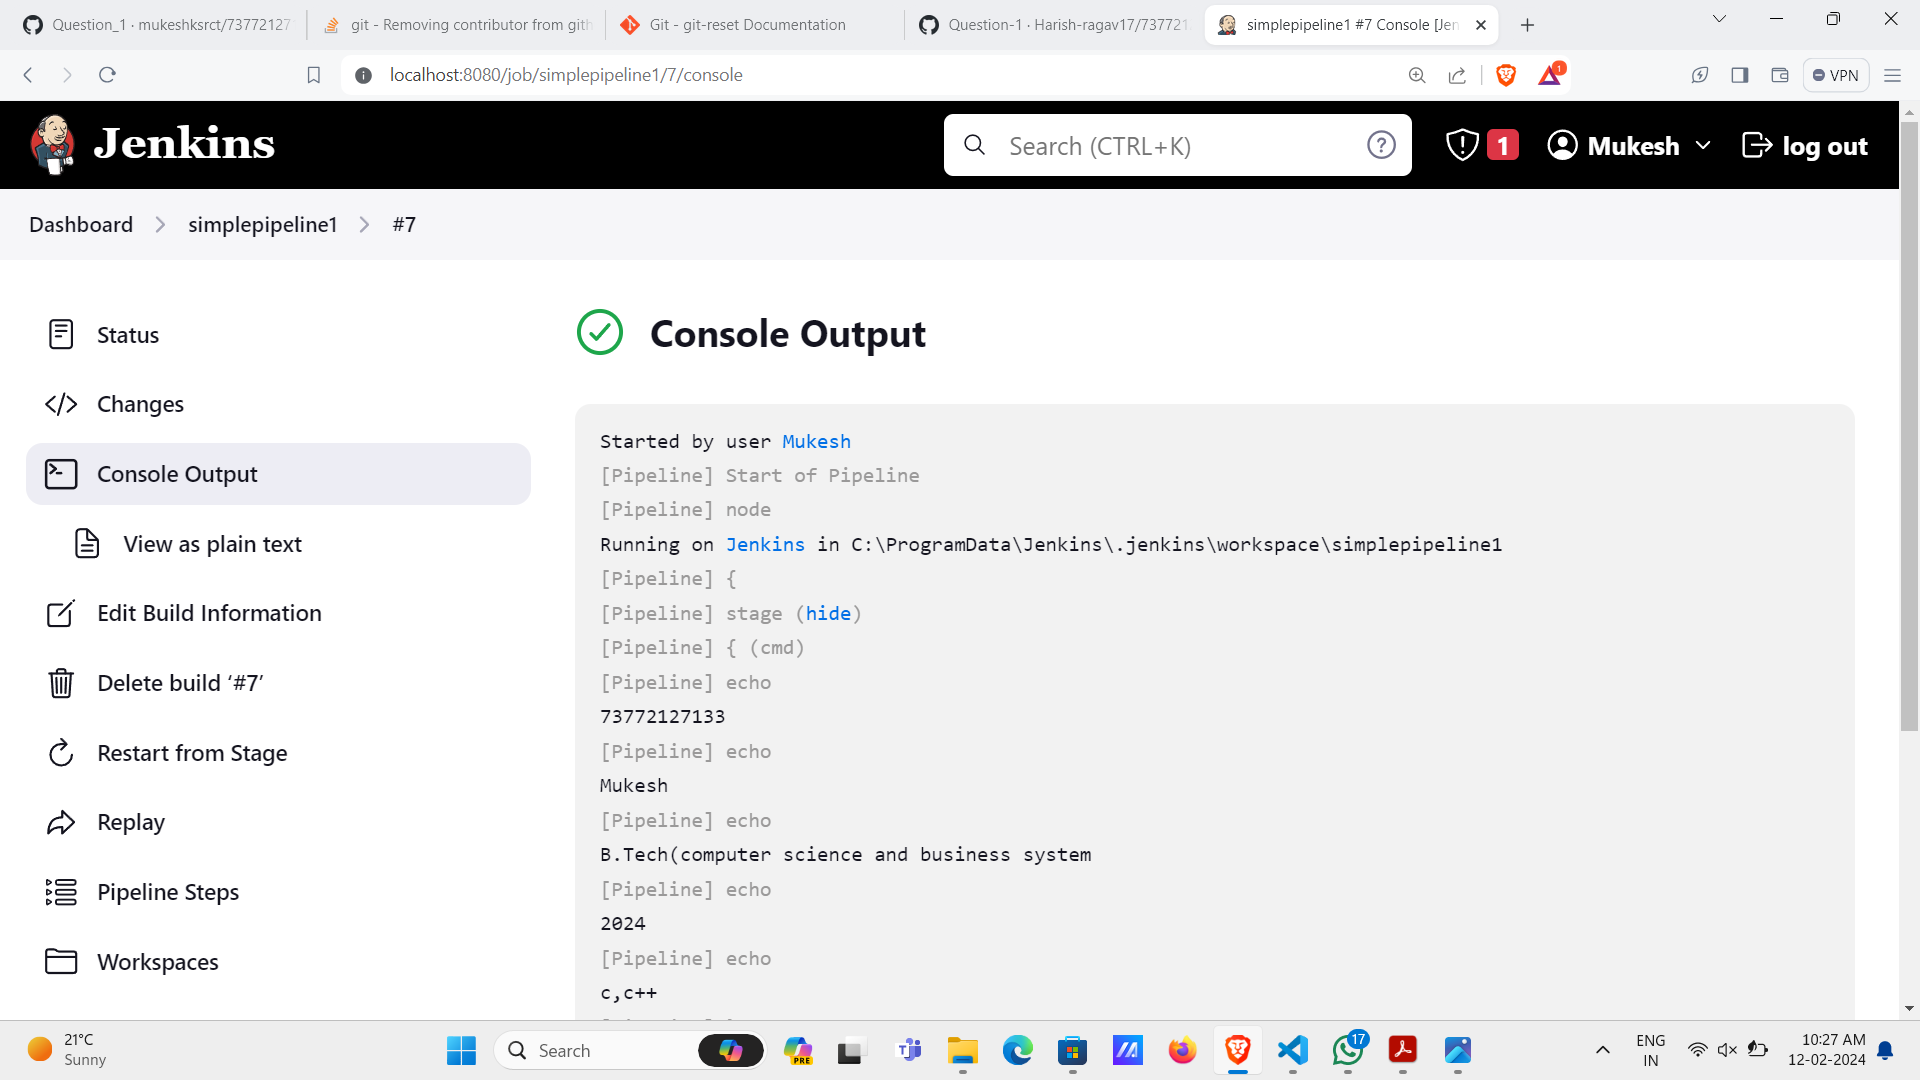 Question_1 · mukeshksrct/73772127
git - Removing contributor from gith
Git - git-reset Documentation
Question-1 · Harish-ragav17/737721
simplepipeline1 #7 Console [Jen
localhost:8080/job/simplepipeline1/7/console
1
VPN
Jenkins
Search (CTRL+K)
?
1
Mukesh
log out
Dashboard
simplepipeline1
#7
Status
Changes
Console Output
View as plain text
Edit Build Information
Delete build ‘#7’
Restart from Stage
Replay
Pipeline Steps
Workspaces
Console Output
Started by user Mukesh
[Pipeline] Start of Pipeline
[Pipeline] node
Running on Jenkins in C:\ProgramData\Jenkins\.jenkins\workspace\simplepipeline1
[Pipeline] {
[Pipeline] stage (hide)
[Pipeline] { (cmd)
[Pipeline] echo
73772127133
[Pipeline] echo
Mukesh
[Pipeline] echo
B.Tech(computer science and business system
[Pipeline] echo
2024
[Pipeline] echo
c,c++
21°C
Sunny
Search
PRE
17
ENG
IN
10:27 AM
12-02-2024